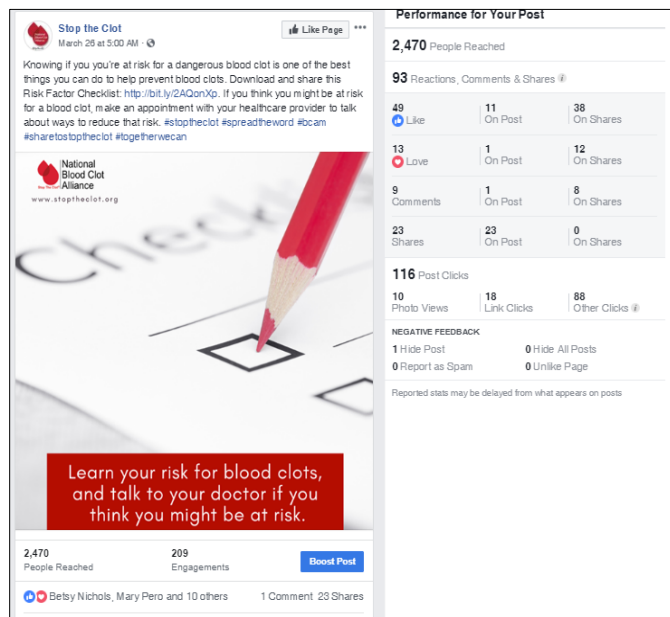 Stop the Clot
March 26 at 5:00 AM ·
Like Page
Knowing if you you're at risk for a dangerous blood clot is one of the best
things you can do to help prevent blood clots. Download and share this
Risk Factor Checklist: http://bit.ly/2AQonXp. If you think you might be at risk
for a blood clot, make an appointment with your healthcare provider to talk
about ways to reduce that risk. #stoptheclot #spreadtheword #bcam
#sharetostoptheclot #togetherwecan
National
Blood Clot
Alliance
www.stoptheclot.org
Checkl
Learn your risk for blood clots,
and talk to your doctor if you
think you might be at risk.
2,470
People Reached
209
Engagements
Boost Post
Betsy Nichols, Mary Pero and 10 others
1 Comment 23 Shares
Performance for Your Post
2,470 People Reached
93 Reactions, Comments & Shares
49
Like
11
On Post
38
On Shares
13
Love
1
On Post
12
On Shares
9
Comments
1
On Post
8
On Shares
23
Shares
23
On Post
0
On Shares
116 Post Clicks
10
Photo Views
18
Link Clicks
88
Other Clicks
NEGATIVE FEEDBACK
1 Hide Post
0 Hide All Posts
0 Report as Spam
0 Unlike Page
Reported stats may be delayed from what appears on posts